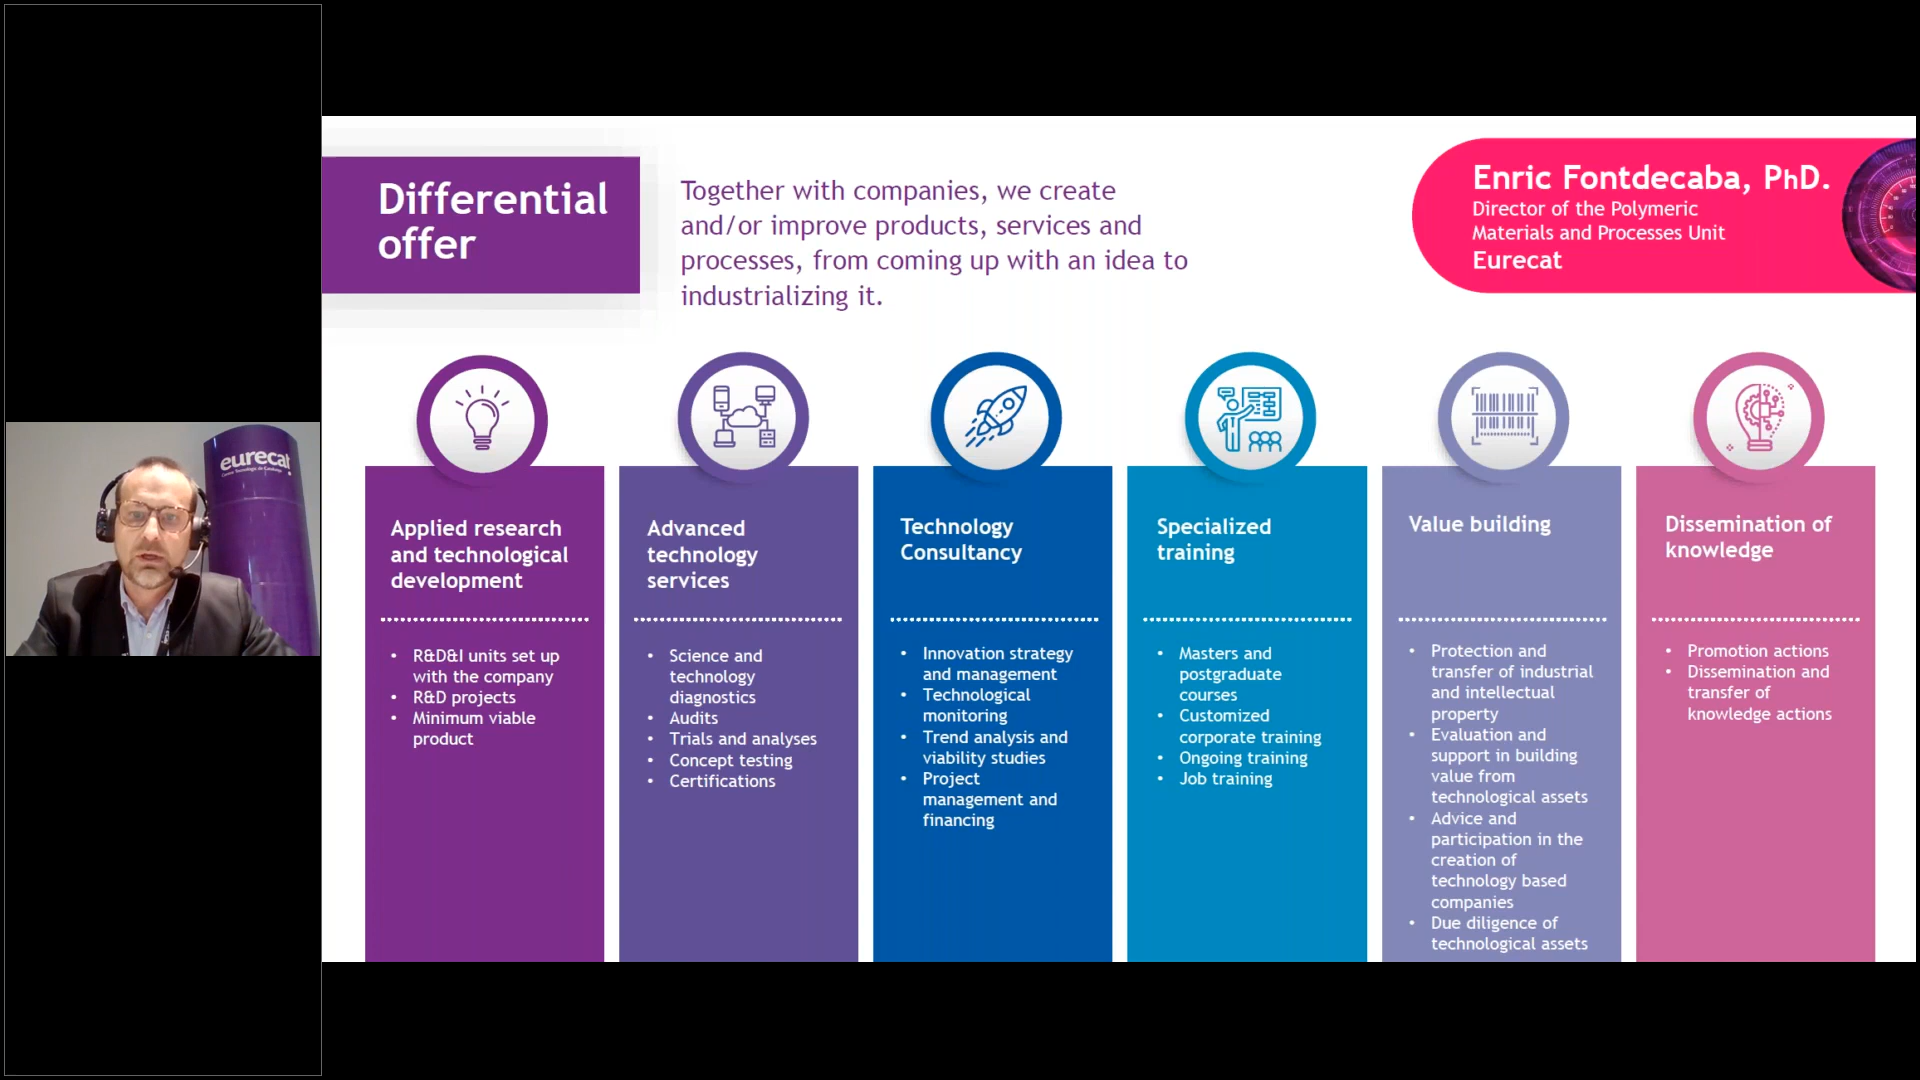 Differential
offer
Together with companies, we create
and/or improve products, services and
processes, from coming up with an idea to
industrializing it.
Enric Fontdecaba, PhD.
Director of the Polymeric
Materials and Processes Unit
Eurecat
eurecat
Applied research
and technological
development
• R&D&I units set up
with the company
• R&D projects
• Minimum viable
product
Advanced
technology
services
• Science and
technology
diagnostics
• Audits
• Trials and analyses
• Concept testing
• Certifications
Technology
Consultancy
• Innovation strategy
and management
• Technological
monitoring
• Trend analysis and
viability studies
• Project
management and
financing
Specialized
training
• Masters and
postgraduate
courses
• Customized
corporate training
• Ongoing training
• Job training
Value building
• Protection and
transfer of industrial
and intellectual
property
• Evaluation and
support in building
value from
technological assets
• Advice and
participation in the
creation of
technology based
companies
• Due diligence of
technological assets
Dissemination of
knowledge
• Promotion actions
• Dissemination and
transfer of
knowledge actions